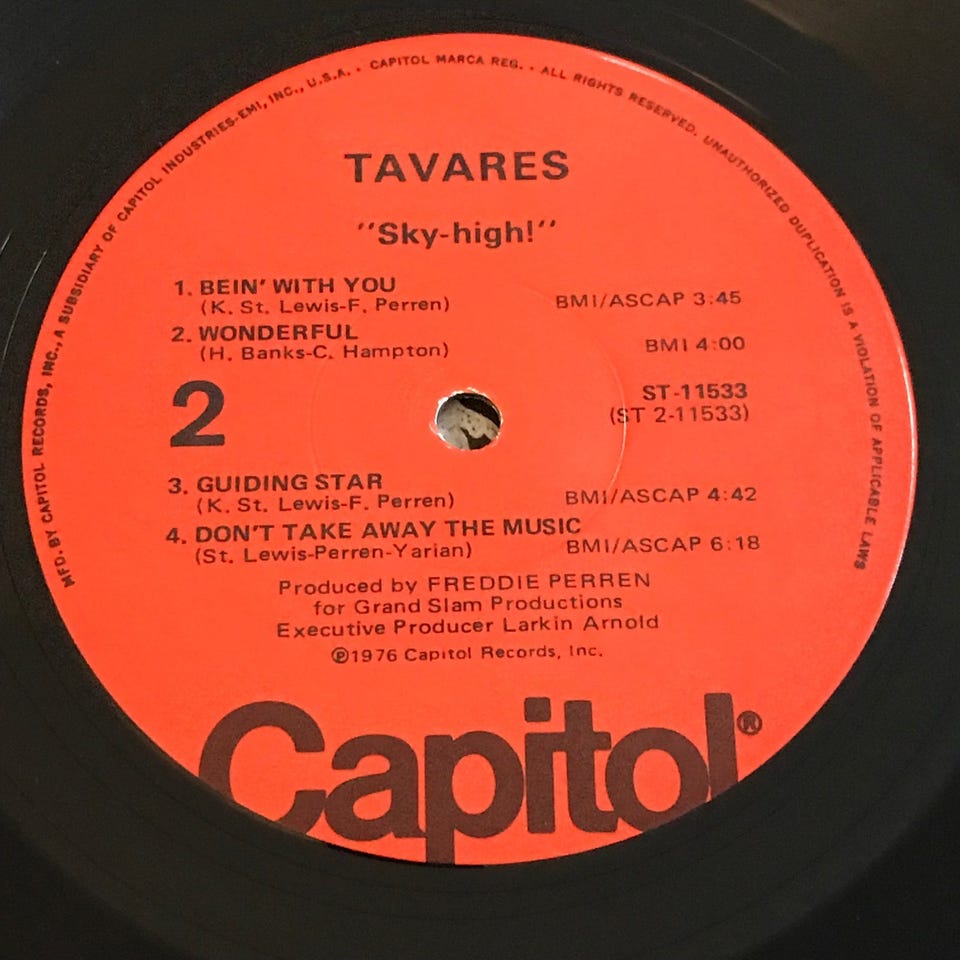 MFD. BY CAPITOL RECORDS, INC., A SUBSIDIARY OF CAPITOL INDUSTRIES-EMI, INC., U.S.A. • CAPITOL MARCA REG. • ALL RIGHTS RESERVED. UNAUTHORIZED DUPLICATION IS A VIOLATION OF APPLICABLE LAWS
TAVARES
"Sky-high!"
1. BEIN' WITH YOU
(K. St. Lewis-F. Perren) BMI/ASCAP 3:45
2. WONDERFUL
(H. Banks-C. Hampton) BMI 4:00
2
ST-11533
(ST 2-11533)
3. GUIDING STAR
(K. St. Lewis-F. Perren) BMI/ASCAP 4:42
4. DON'T TAKE AWAY THE MUSIC
(St. Lewis-Perren-Yarian) BMI/ASCAP 6:18
Produced by FREDDIE PERREN
for Grand Slam Productions
Executive Producer Larkin Arnold
℗1976 Capitol Records, Inc.
Capitol®